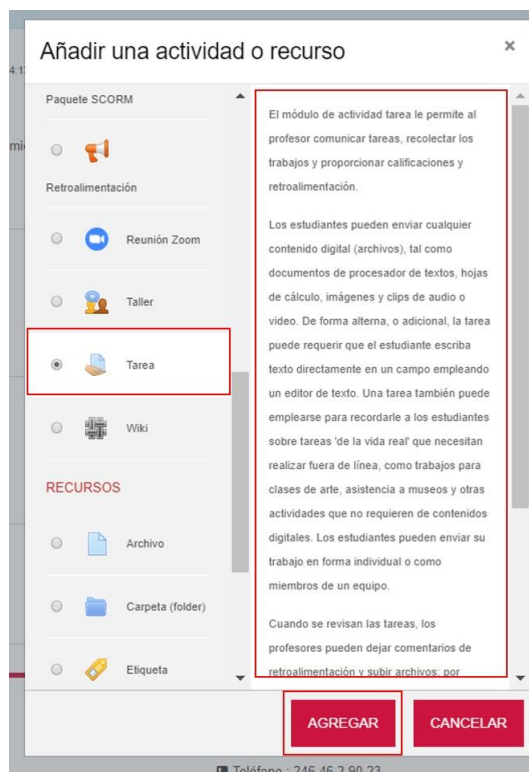 Añadir una actividad o recurso
×
Paquete SCORM
Retroalimentación
Reunión Zoom
Taller
Tarea
Wiki
RECURSOS
Archivo
Carpeta (folder)
Etiqueta
El módulo de actividad tarea le permite al
profesor comunicar tareas, recolectar los
trabajos y proporcionar calificaciones y
retroalimentación.
Los estudiantes pueden enviar cualquier
contenido digital (archivos), tal como
documentos de procesador de textos, hojas
de cálculo, imágenes y clips de audio o
video. De forma alterna, o adicional, la tarea
puede requerir que el estudiante escriba
texto directamente en un campo empleando
un editor de texto. Una tarea también puede
emplearse para recordarle a los estudiantes
sobre tareas 'de la vida real' que necesitan
realizar fuera de línea, como trabajos para
clases de arte, asistencia a museos y otras
actividades que no requieren de contenidos
digitales. Los estudiantes pueden enviar su
trabajo en forma individual o como
miembros de un equipo.
Cuando se revisan las tareas, los
profesores pueden dejar comentarios de
retroalimentación y subir archivos; por
AGREGAR
CANCELAR
Teléfono : 246 46 2 90 23